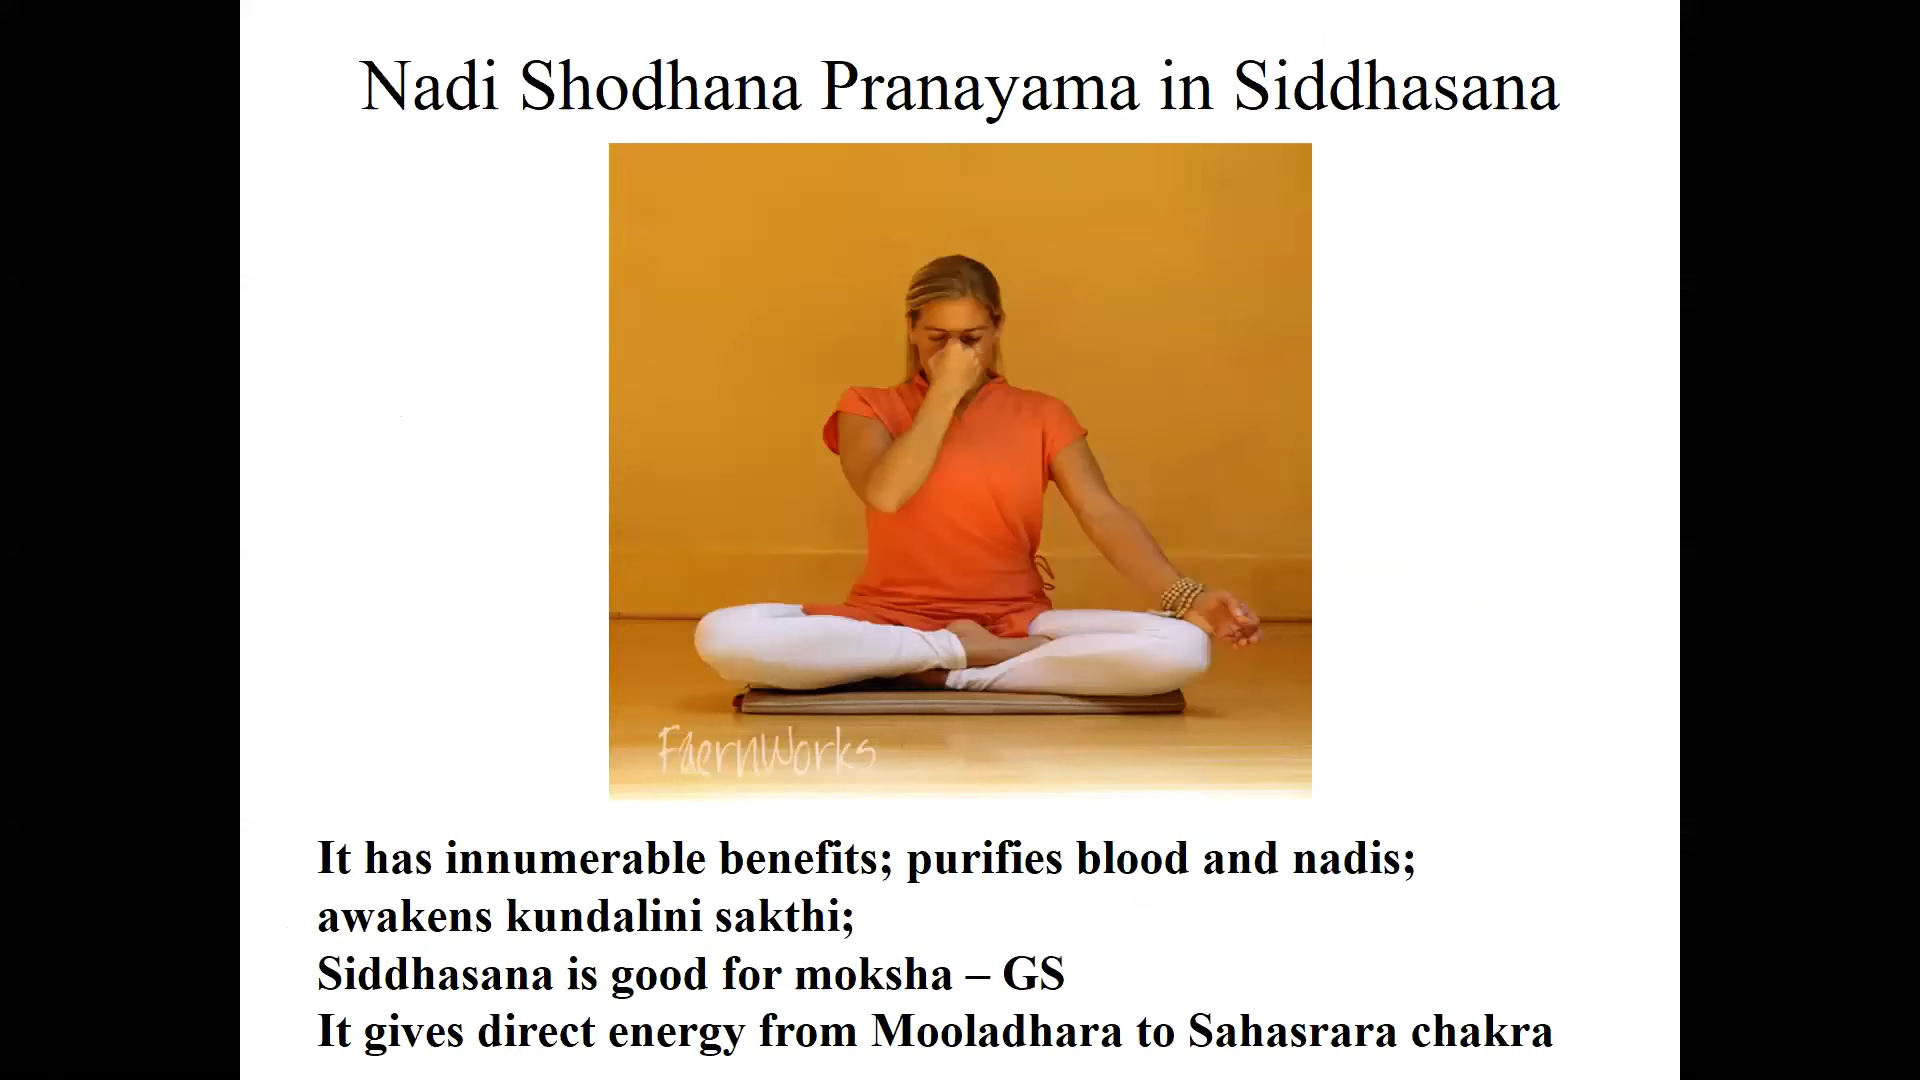 Nadi Shodhana Pranayama in Siddhasana
FaernWorks
It has innumerable benefits; purifies blood and nadis;
awakens kundalini sakthi;
Siddhasana is good for moksha – GS
It gives direct energy from Mooladhara to Sahasrara chakra